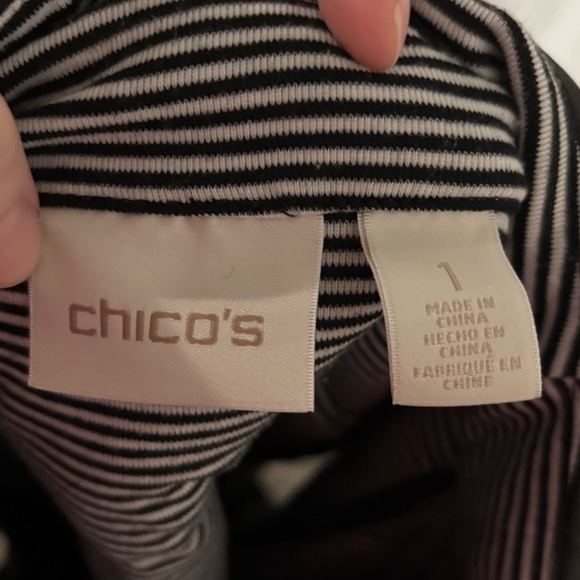 chico's
1
MADE IN
CHINA
HECHO EN
CHINA
FABRIQUÉ EN
CHINE